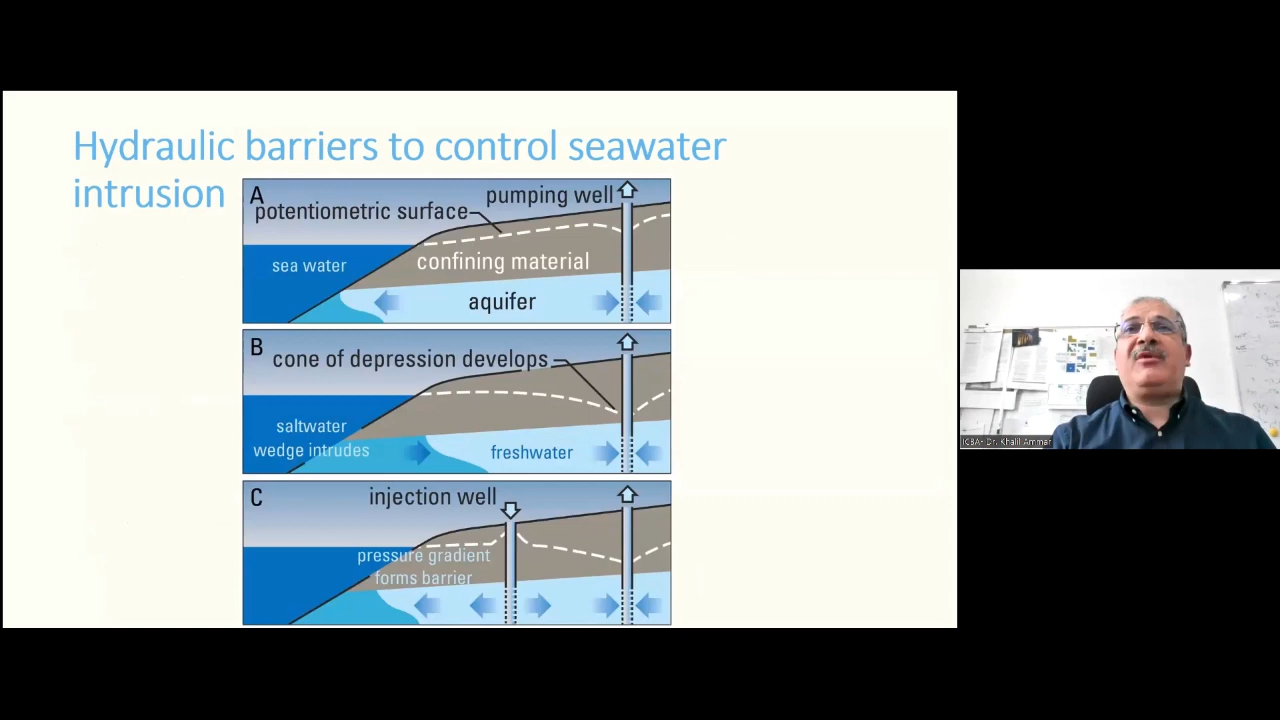 Hydraulic barriers to control seawater
intrusion
A
pumping well
potentiometric surface
sea water
confining material
aquifer
B
cone of depression develops
saltwater
wedge intrudes
freshwater
C
injection well
pressure gradient
forms barrier
ICBA- Dr. Khalil Ammar